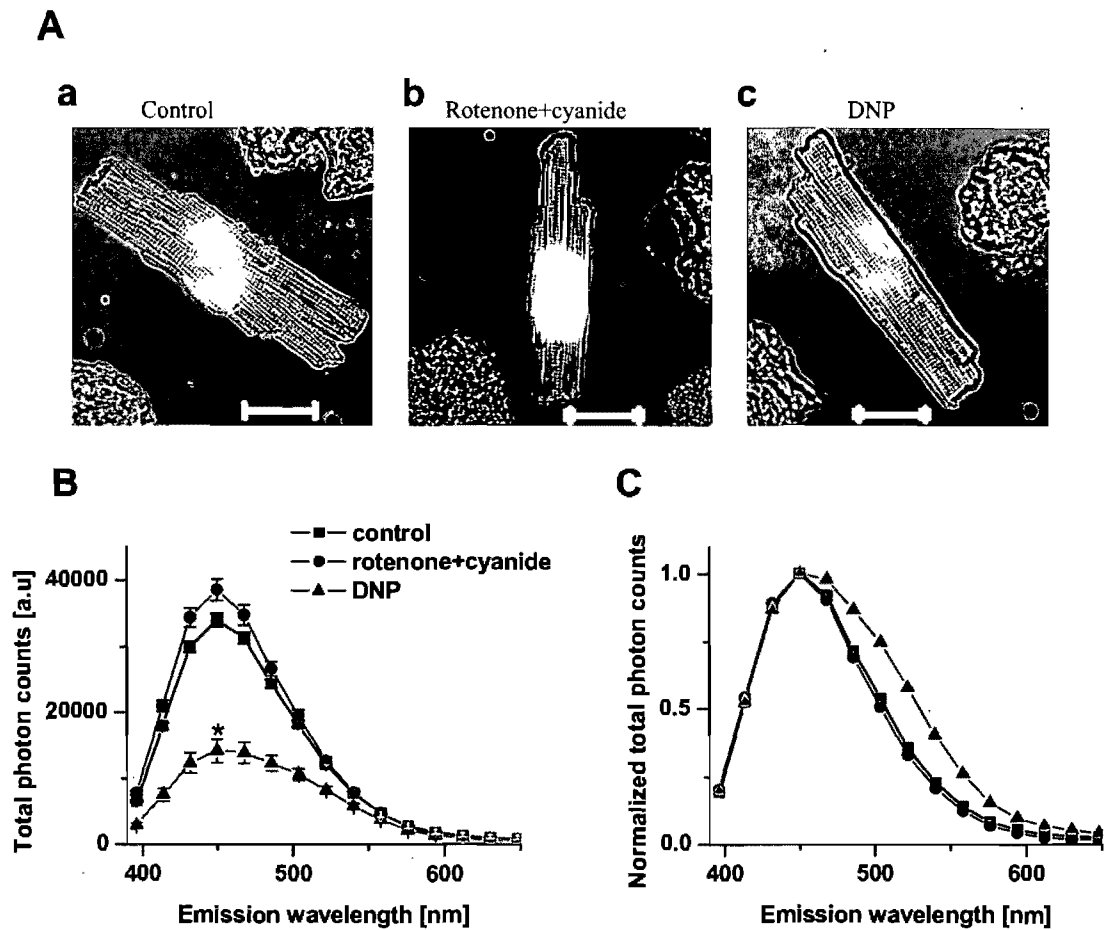 A
a Control
b Rotenone+cyanide
c DNP
B
control
rotenone+cyanide
DNP
*
Total photon counts [a.u]
40000
20000
0
400 500 600
Emission wavelength [nm]
C
Normalized total photon counts
1.0
0.5
0.0
400 500 600
Emission wavelength [nm]